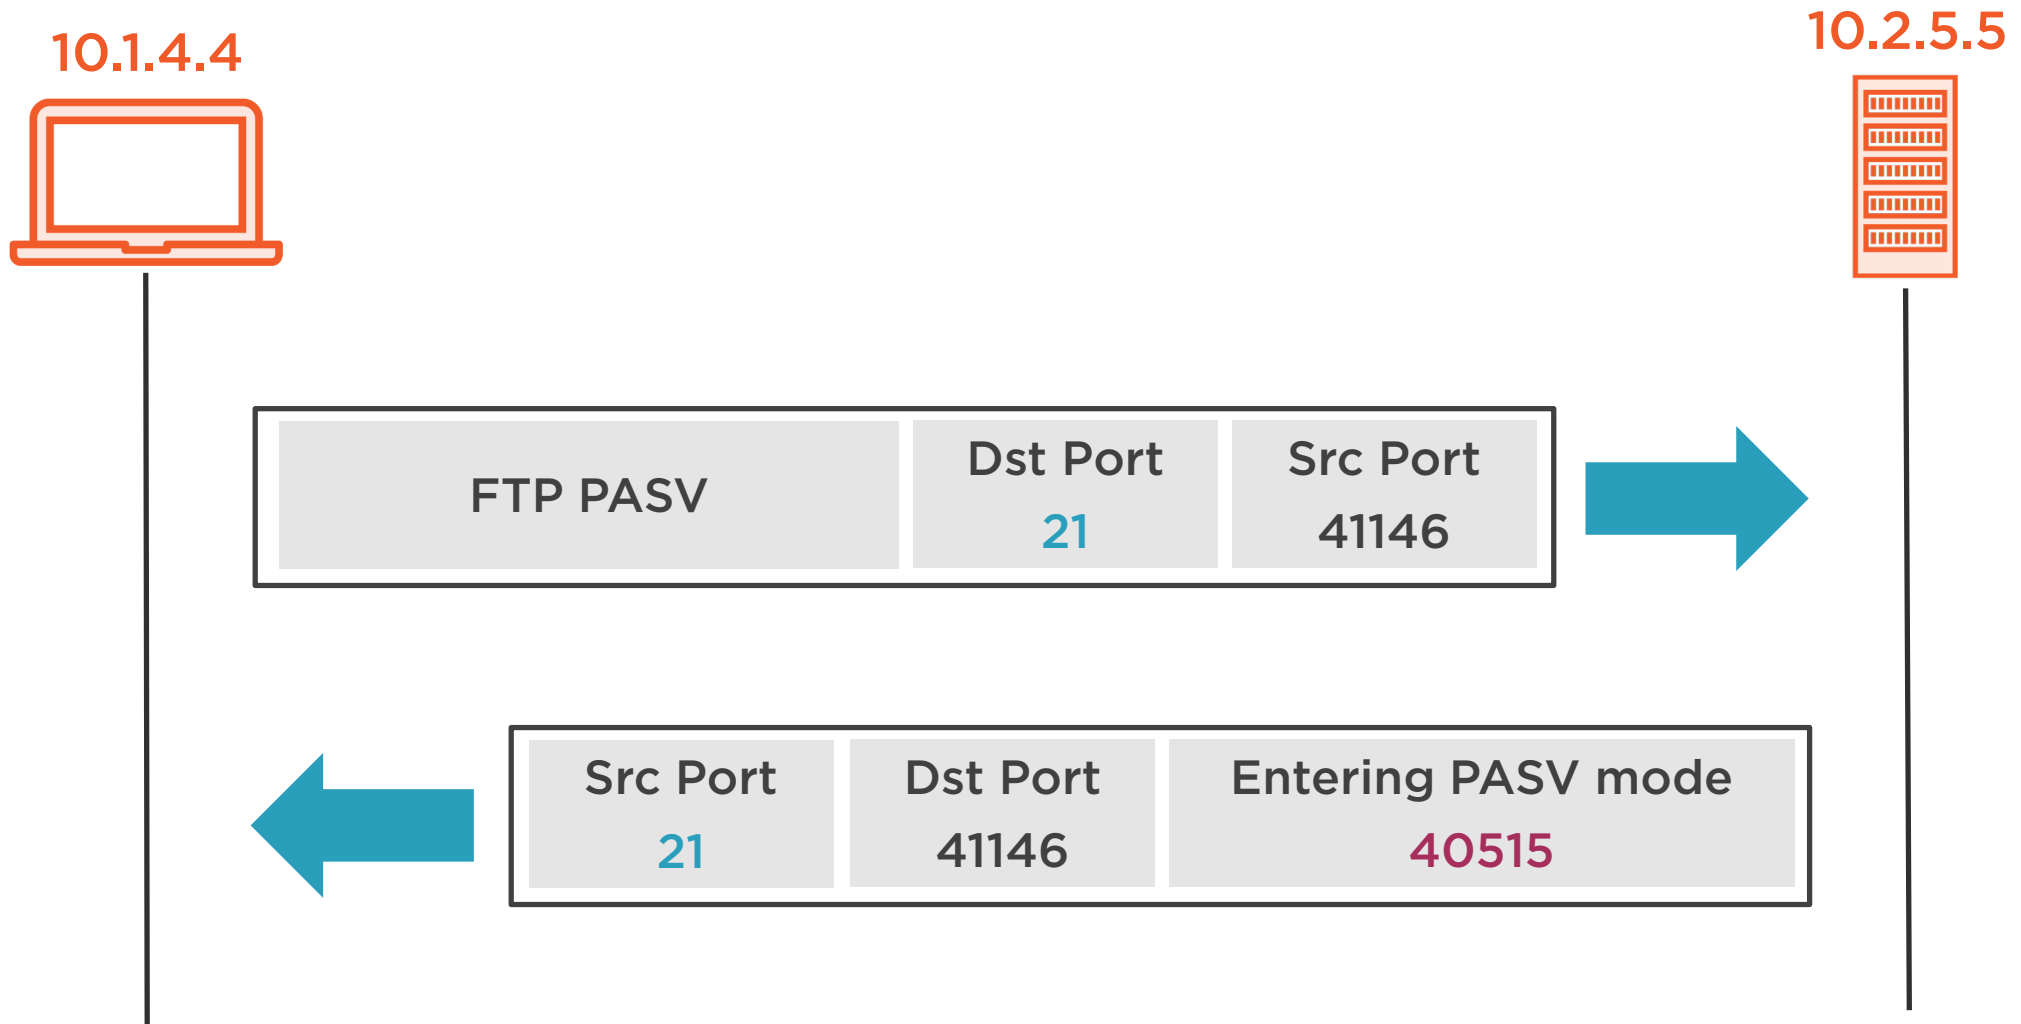 10.1.4.4
10.2.5.5
FTP PASV
Dst Port
21
Src Port
41146
Src Port
21
Dst Port
41146
Entering PASV mode
40515